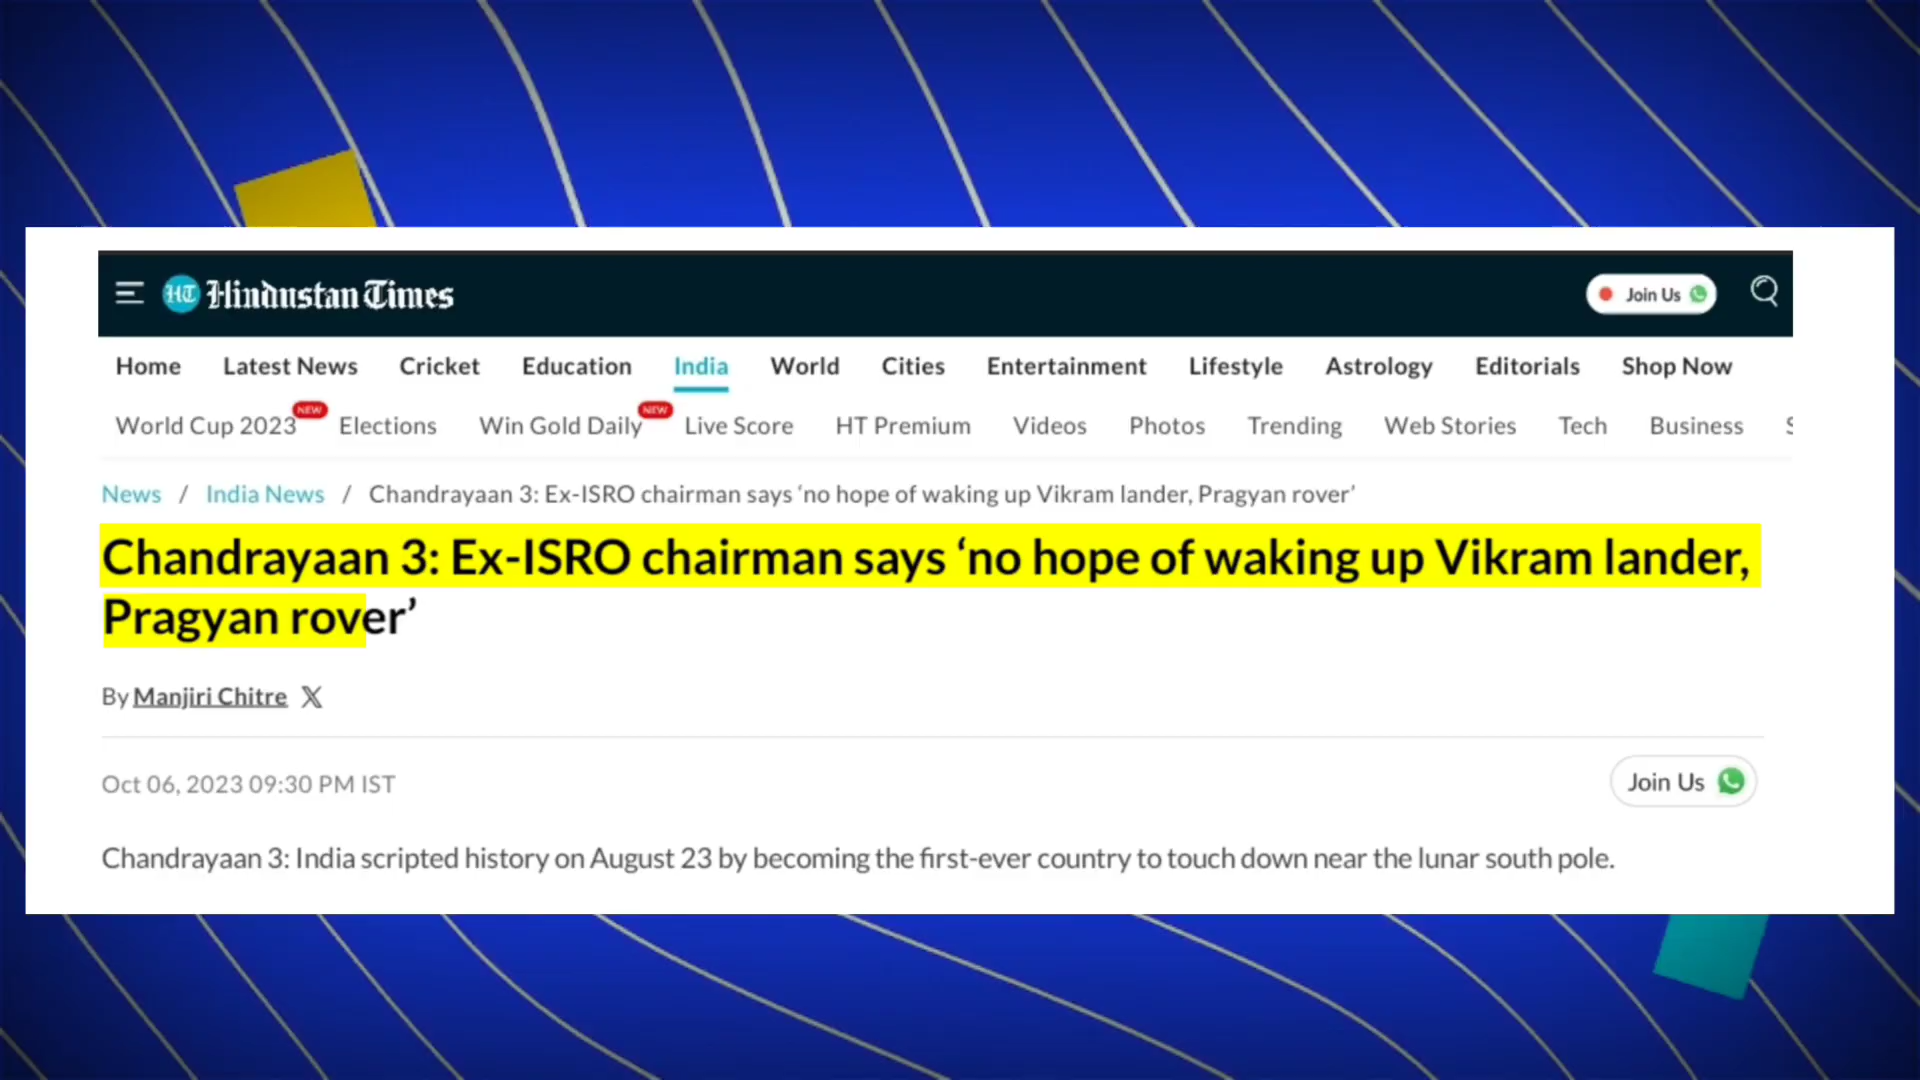 HT Hindustan Times
Join Us
Home Latest News Cricket Education India World Cities Entertainment Lifestyle Astrology Editorials Shop Now
World Cup 2023 NEW Elections Win Gold Daily NEW Live Score HT Premium Videos Photos Trending Web Stories Tech Business
News / India News / Chandrayaan 3: Ex-ISRO chairman says ‘no hope of waking up Vikram lander, Pragyan rover’
Chandrayaan 3: Ex-ISRO chairman says ‘no hope of waking up Vikram lander,
Pragyan rover’
By Manjiri Chitre
Oct 06, 2023 09:30 PM IST
Join Us
Chandrayaan 3: India scripted history on August 23 by becoming the first-ever country to touch down near the lunar south pole.